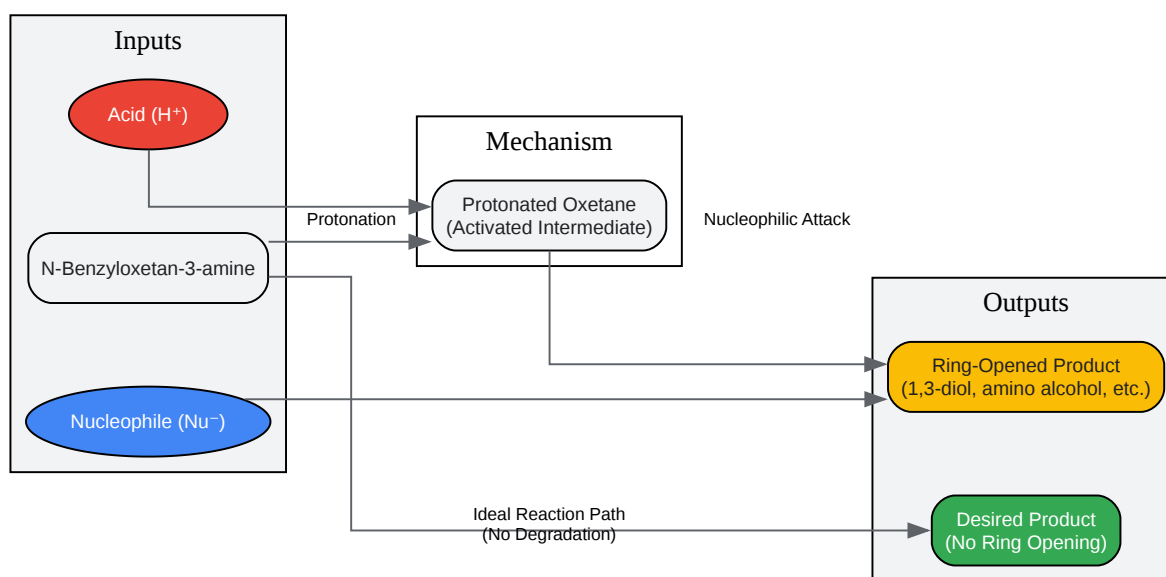 Inputs
Acid (H⁺)
Mechanism
Protonated Oxetane
(Activated Intermediate)
Protonation
Nucleophilic Attack
N-Benzyloxetan-3-amine
Outputs
Ring-Opened Product
(1,3-diol, amino alcohol, etc.)
Nucleophile (Nu⁻)
Ideal Reaction Path
(No Degradation)
Desired Product
(No Ring Opening)